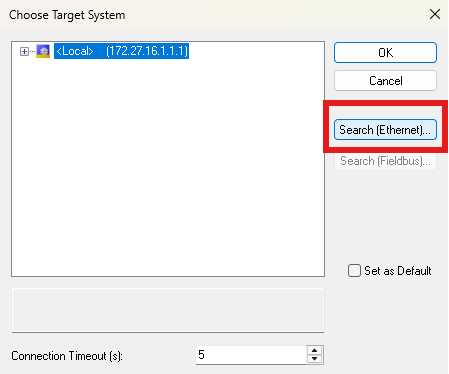 Choose Target System
<Local> (172.27.16.1.1.1)
OK
Cancel
Search (Ethernet)...
Search (Fieldbus)...
Set as Default
Connection Timeout (s):
5